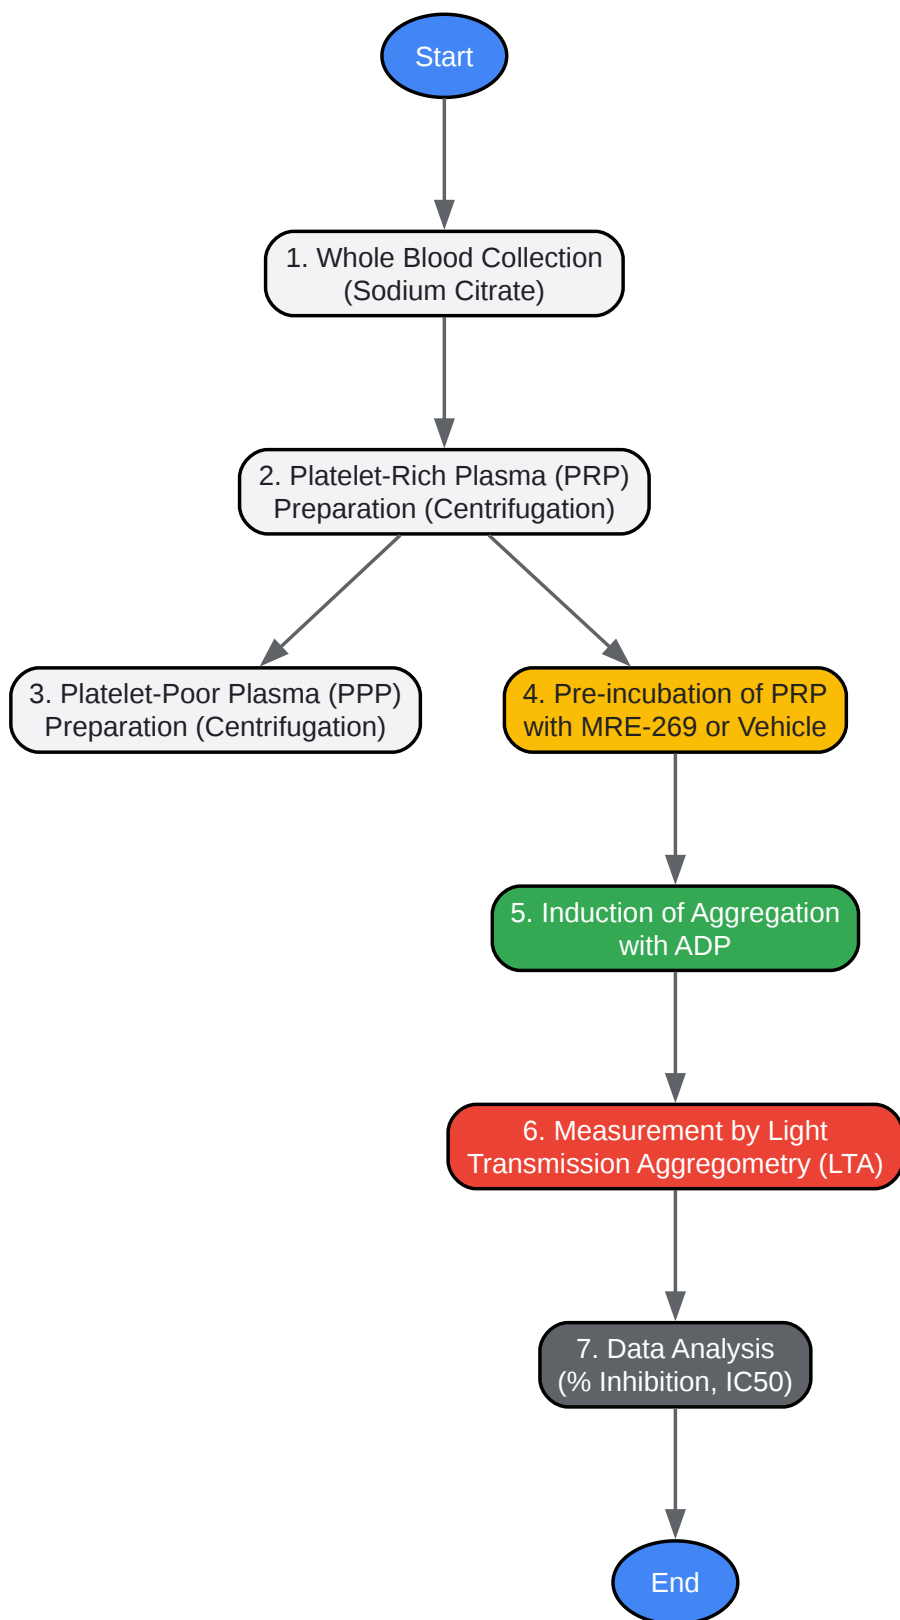 Start
1. Whole Blood Collection
(Sodium Citrate)
2. Platelet-Rich Plasma (PRP)
Preparation (Centrifugation)
3. Platelet-Poor Plasma (PPP)
Preparation (Centrifugation)
4. Pre-incubation of PRP
with MRE-269 or Vehicle
5. Induction of Aggregation
with ADP
6. Measurement by Light
Transmission Aggregometry (LTA)
7. Data Analysis
(% Inhibition, IC50)
End